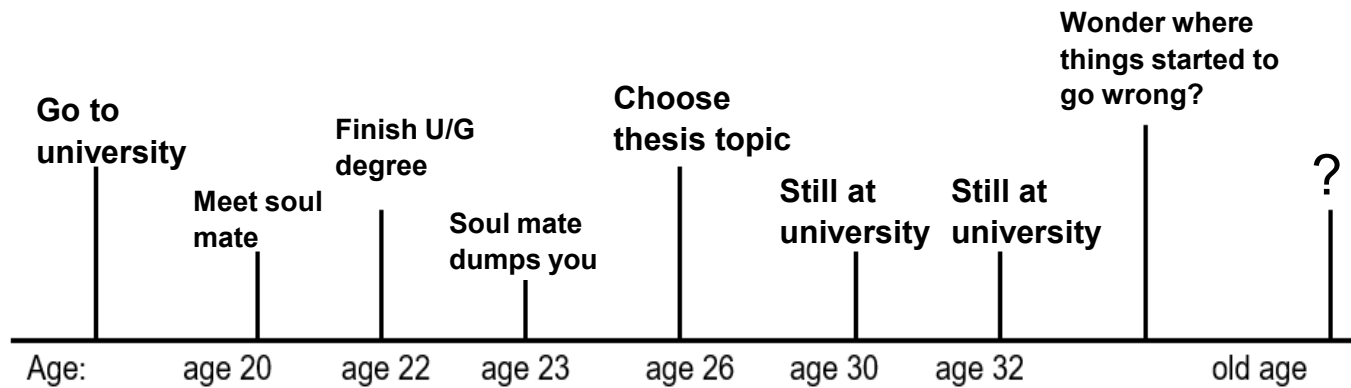 Go to
university
Meet soul
mate
Finish U/G
degree
Soul mate
dumps you
Choose
thesis topic
Still at
university
Still at
university
Wonder where
things started to
go wrong?
?
Age: age 20 age 22 age 23 age 26 age 30 age 32 old age